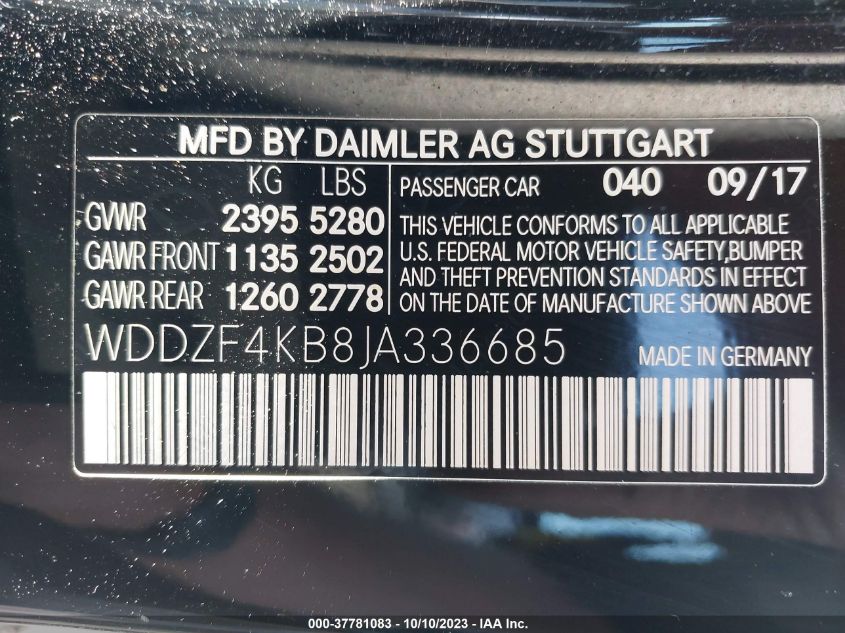 MFD BY DAIMLER AG STUTTGART
KG LBS
GVWR 2395 5280
GAWR FRONT 1135 2502
GAWR REAR 1260 2778
PASSENGER CAR 040 09/17
THIS VEHICLE CONFORMS TO ALL APPLICABLE
U.S. FEDERAL MOTOR VEHICLE SAFETY,BUMPER
AND THEFT PREVENTION STANDARDS IN EFFECT
ON THE DATE OF MANUFACTURE SHOWN ABOVE
WDDZF4KB8JA336685 MADE IN GERMANY
000-37781083 - 10/10/2023 - IAA Inc.